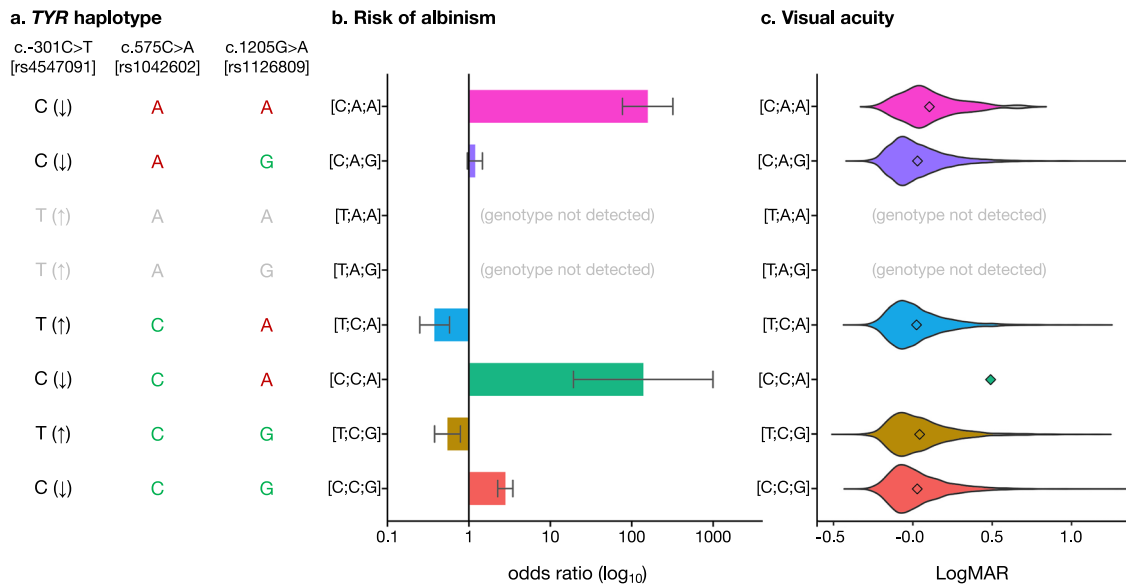 a. TYR haplotype
b. Risk of albinism
c. Visual acuity
c.-301C>T c.575C>A c.1205G>A
[rs4547091] [rs1042602] [rs1126809]
C (↓) A A [C;A;A] [C;A;A]
C (↓) A G [C;A;G] [C;A;G]
T (↑) A A [T;A;A] (genotype not detected) [T;A;A] (genotype not detected)
T (↑) A G [T;A;G] (genotype not detected) [T;A;G] (genotype not detected)
T (↑) C A [T;C;A] [T;C;A]
C (↓) C A [C;C;A] [C;C;A]
T (↑) C G [T;C;G] [T;C;G]
C (↓) C G [C;C;G] [C;C;G]
0.1 1 10 100 1000 -0.5 -0.0 0.5 1.0
odds ratio (log10) LogMAR